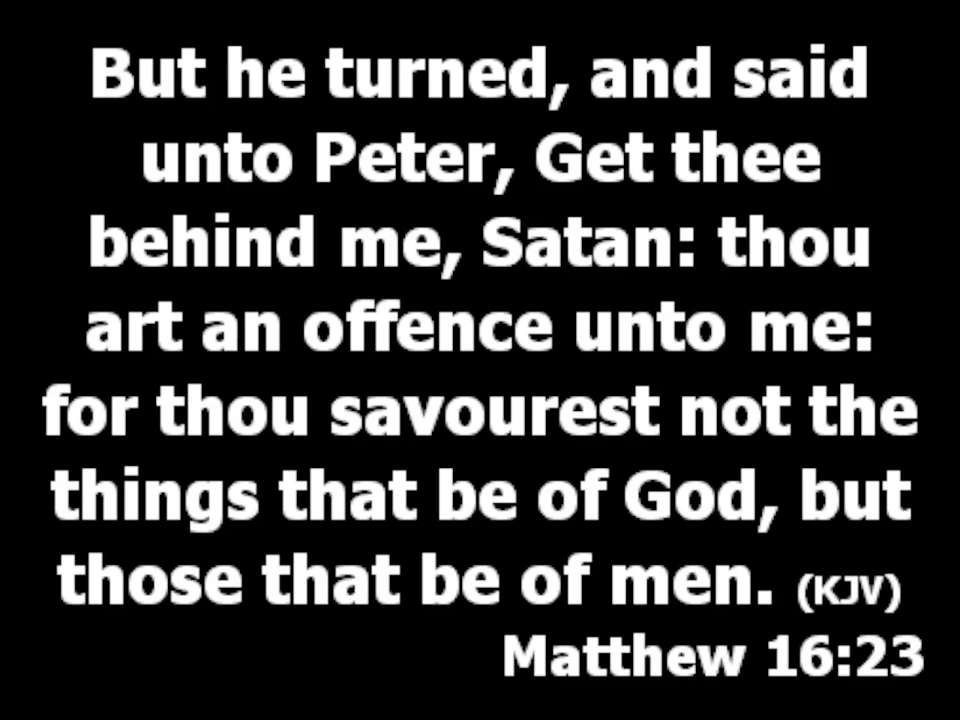 But he turned, and said
unto Peter, Get thee
behind me, Satan: thou
art an offence unto me:
for thou savourest not the
things that be of God, but
those that be of men. (KJV)
Matthew 16:23